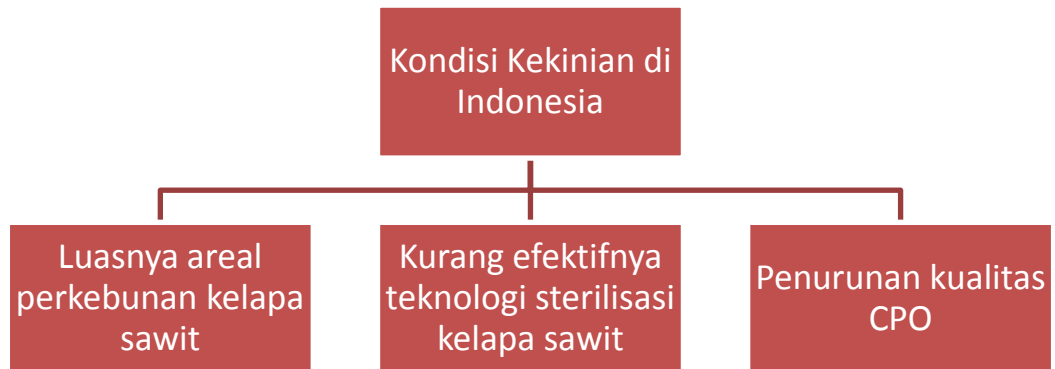 Kondisi Kekinian di
Indonesia
Luasnya areal
perkebunan kelapa
sawit
Kurang efektifnya
teknologi sterilisasi
kelapa sawit
Penurunan kualitas
CPO